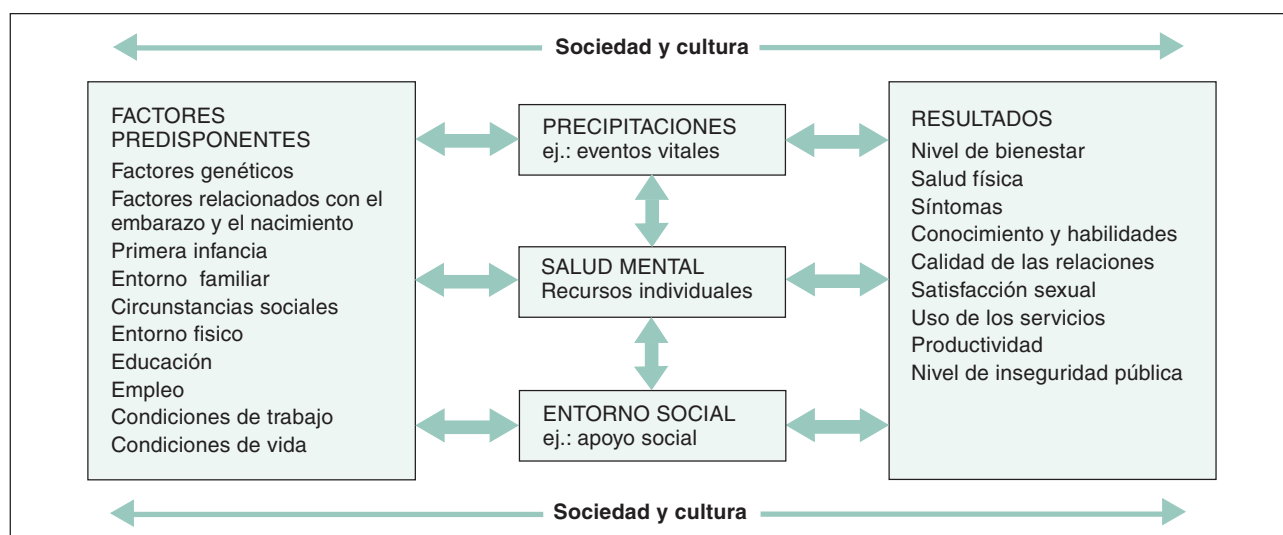 Sociedad y cultura
FACTORES
PREDISPONENTES
Factores genéticos
Factores relacionados con el
embarazo y el nacimiento
Primera infancia
Entorno familiar
Circunstancias sociales
Entorno fisico
Educación
Empleo
Condiciones de trabajo
Condiciones de vida
PRECIPITACIONES
ej.: eventos vitales
SALUD MENTAL
Recursos individuales
ENTORNO SOCIAL
ej.: apoyo social
RESULTADOS
Nivel de bienestar
Salud física
Síntomas
Conocimiento y habilidades
Calidad de las relaciones
Satisfacción sexual
Uso de los servicios
Productividad
Nivel de inseguridad pública
Sociedad y cultura